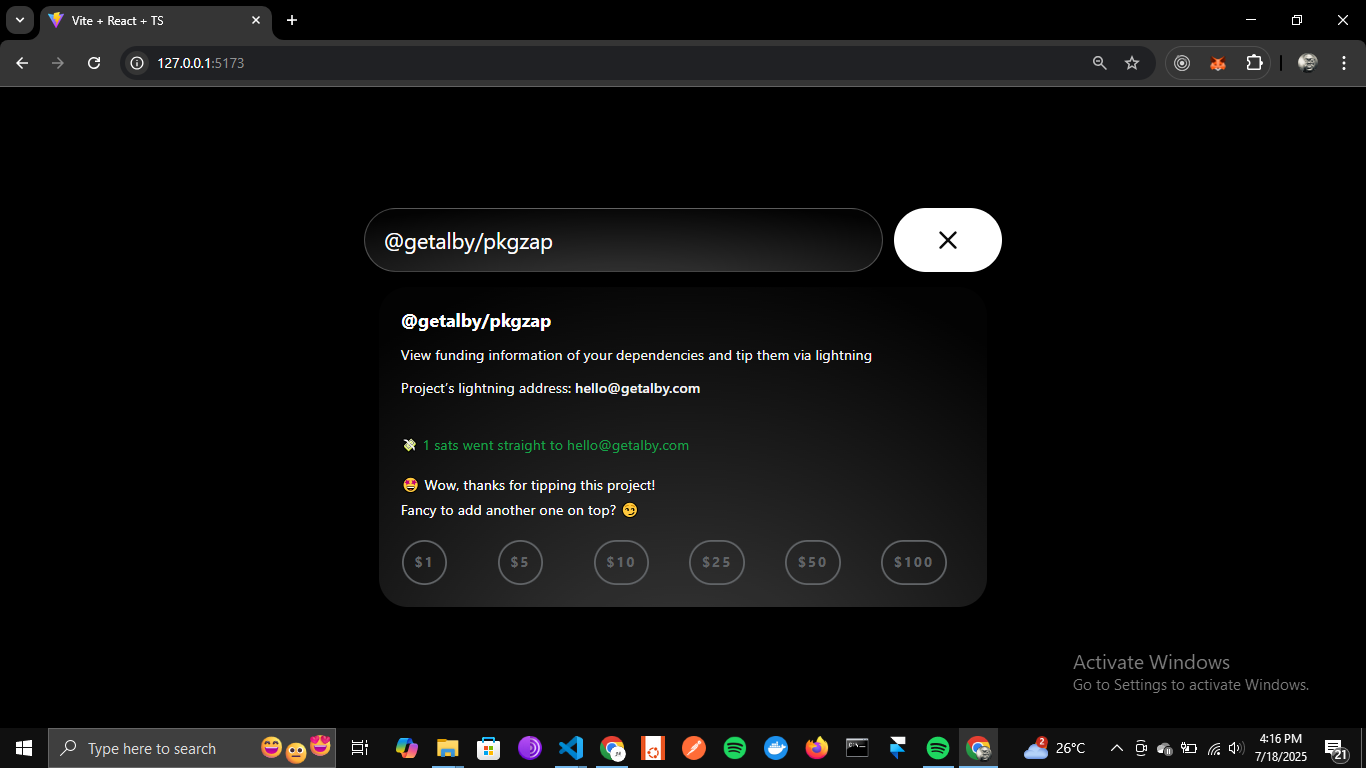 Vite + React + TS
127.0.0.1:5173
@getalby/pkgzap
@getalby/pkgzap
View funding information of your dependencies and tip them via lightning
Project's lightning address: hello@getalby.com
💸 1 sats went straight to hello@getalby.com
🤩 Wow, thanks for tipping this project!
Fancy to add another one on top? 😏
$1 $5 $10 $25 $50 $100
Activate Windows
Go to Settings to activate Windows.
Type here to search
2
26°C
4:16 PM
7/18/2025
21